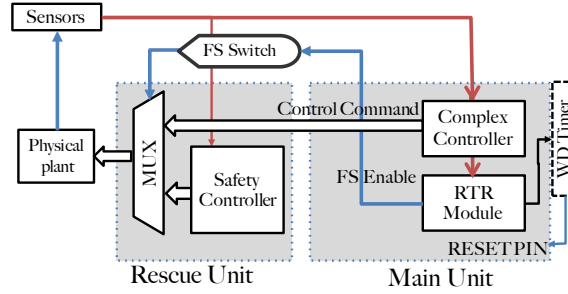 Sensors
FS Switch
Control Command
Complex
Controller
WD Timer
Physical
plant
MUX
Safety
Controller
FS Enable
RTR
Module
RESET PIN
Rescue Unit
Main Unit